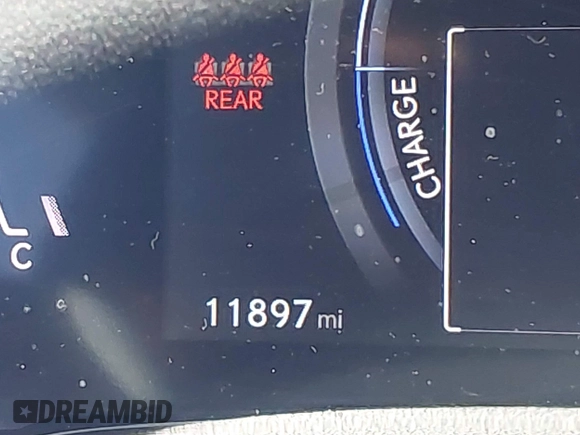 REAR
CHARGE
C
11897 mi
DREAMBID